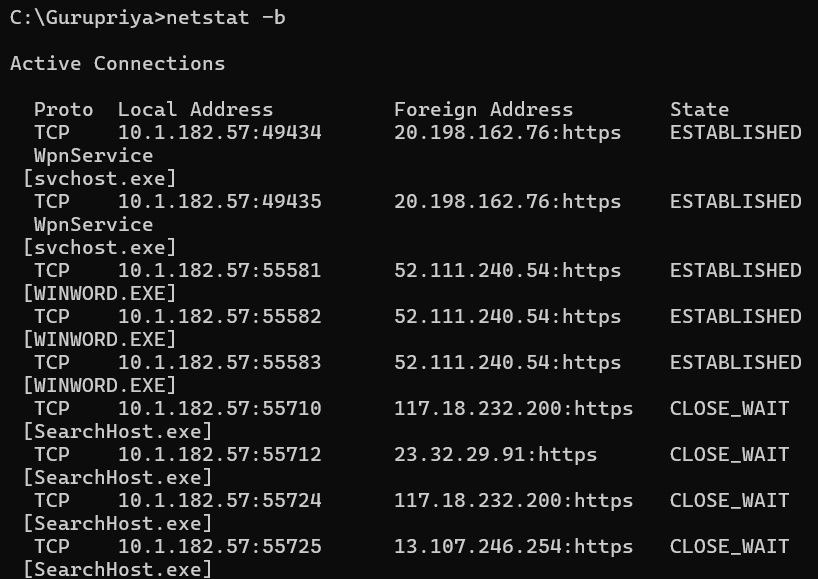 C:\Gurupriya>netstat -b
Active Connections
Proto  Local Address          Foreign Address        State
TCP    10.1.182.57:49434      20.198.162.76:https    ESTABLISHED
WpnService
[svchost.exe]
TCP    10.1.182.57:49435      20.198.162.76:https    ESTABLISHED
WpnService
[svchost.exe]
TCP    10.1.182.57:55581      52.111.240.54:https    ESTABLISHED
[WINWORD.EXE]
TCP    10.1.182.57:55582      52.111.240.54:https    ESTABLISHED
[WINWORD.EXE]
TCP    10.1.182.57:55583      52.111.240.54:https    ESTABLISHED
[WINWORD.EXE]
TCP    10.1.182.57:55710      117.18.232.200:https   CLOSE_WAIT
[SearchHost.exe]
TCP    10.1.182.57:55712      23.32.29.91:https      CLOSE_WAIT
[SearchHost.exe]
TCP    10.1.182.57:55724      117.18.232.200:https   CLOSE_WAIT
[SearchHost.exe]
TCP    10.1.182.57:55725      13.107.246.254:https   CLOSE_WAIT
[SearchHost.exe]